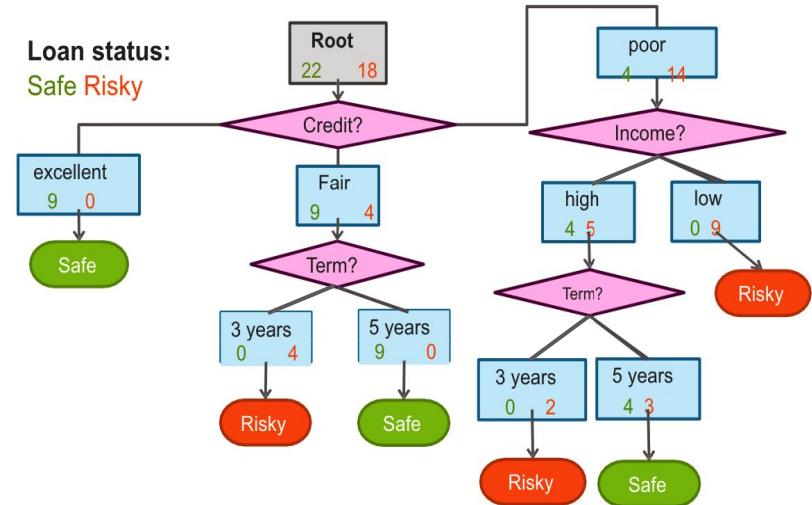 Loan status:
Safe Risky
Root
22 18
Credit?
excellent
9 0
Safe
Fair
9 4
Term?
3 years
0 4
Risky
5 years
9 0
Safe
poor
4 14
Income?
high
4 5
Term?
3 years
0 2
Risky
5 years
4 3
Safe
low
0 9
Risky